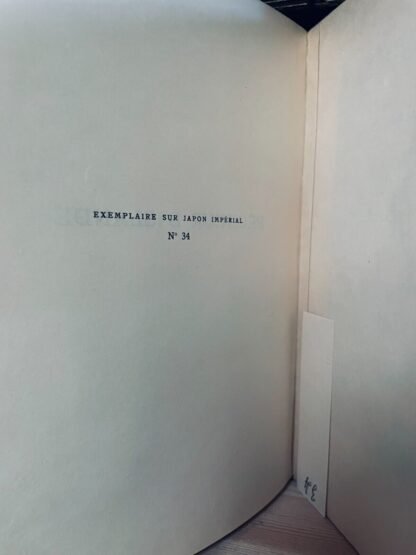 EXEMPLAIRE SUR JAPON IMPÉRIAL
N° 34